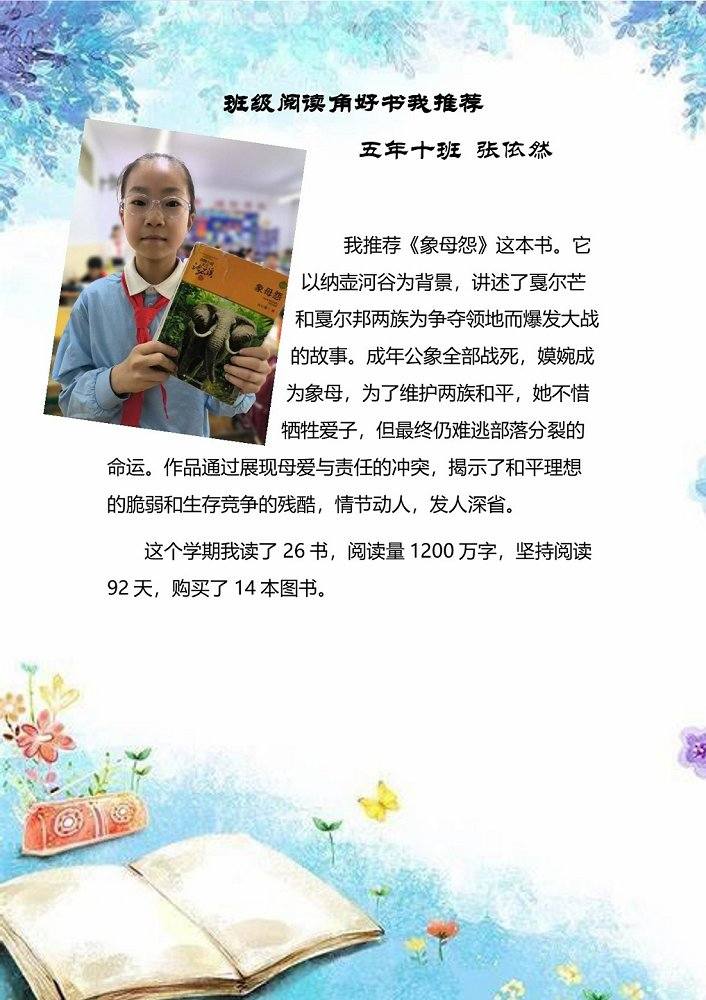 班级阅读角好书我推荐
五年十班 张依然
我推荐《象母怨》这本书。它
以纳壶河谷为背景，讲述了戛尔芒
和戛尔邦两族为争夺领地而爆发大战
的故事。成年公象全部战死，嫫婉成
为象母，为了维护两族和平，她不惜
牺牲爱子，但最终仍难逃部落分裂的
命运。作品通过展现母爱与责任的冲突，揭示了和平理想
的脆弱和生存竞争的残酷，情节动人，发人深省。
这个学期我读了 26 书，阅读量 1200 万字，坚持阅读
92 天，购买了 14 本图书。
象母怨